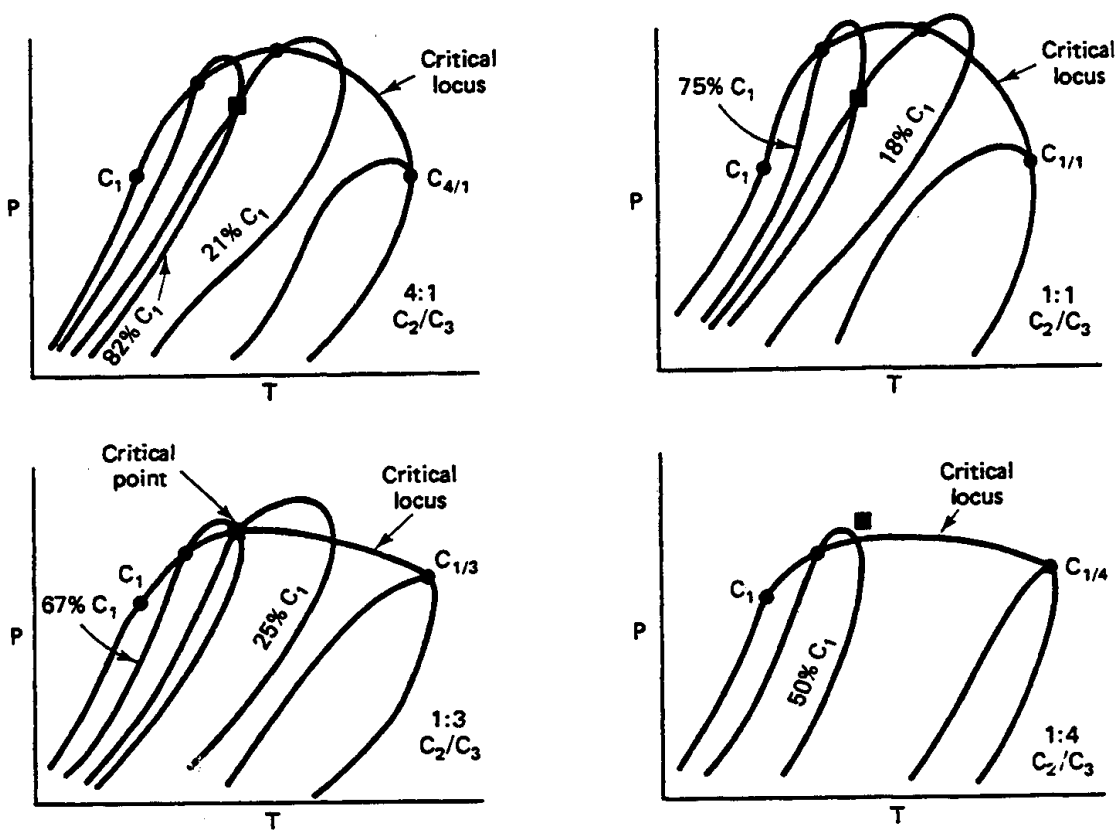 Critical
locus
C₁
C₄/₁
P
21% C₁
82% C₁
4:1
C₂/C₃
T
Critical
locus
75% C₁
18% C₁
C₁
C₁/₁
P
1:1
C₂/C₃
T
Critical
point
Critical
locus
C₁
C₁/₃
67% C₁
25% C₁
P
1:3
C₂/C₃
T
Critical
locus
C₁
C₁/₄
P
50% C₁
1:4
C₂/C₃
T